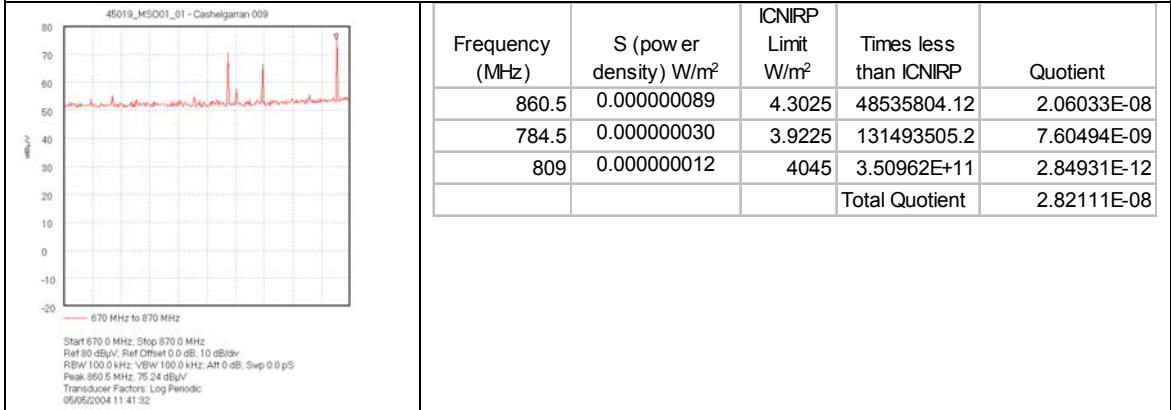 45019_MSO01_01 - Cashelgarran 009
80
70
60
50
40
30
20
10
0
-10
-20
dBµV
670 MHz to 870 MHz
Start 670.0 MHz; Stop 870.0 MHz
Ref 80 dBµV; Ref Offset 0.0 dB; 10 dB/div
RBW 100.0 kHz; VBW 100.0 kHz; Att 0 dB; Swp 0.0 pS
Peak 860.5 MHz, 75.24 dBµV
Transducer Factors: Log Periodic
05/05/2004 11:41:32
Frequency (MHz) S (power density) W/m² ICNIRP Limit W/m² Times less than ICNIRP Quotient
860.5 0.000000089 4.3025 48535804.12 2.06033E-08
784.5 0.000000030 3.9225 131493505.2 7.60494E-09
809 0.000000012 4045 3.50962E+11 2.84931E-12
Total Quotient 2.82111E-08